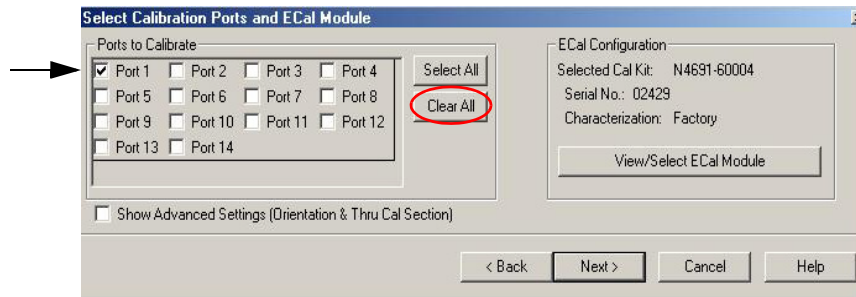 Select Calibration Ports and ECal Module
Ports to Calibrate
Port 1 Port 2 Port 3 Port 4
Port 5 Port 6 Port 7 Port 8
Port 9 Port 10 Port 11 Port 12
Port 13 Port 14
Select All
Clear All
ECal Configuration
Selected Cal Kit: N4691-60004
Serial No.: 02429
Characterization: Factory
View/Select ECal Module
Show Advanced Settings (Orientation & Thru Cal Section)
< Back Next > Cancel Help